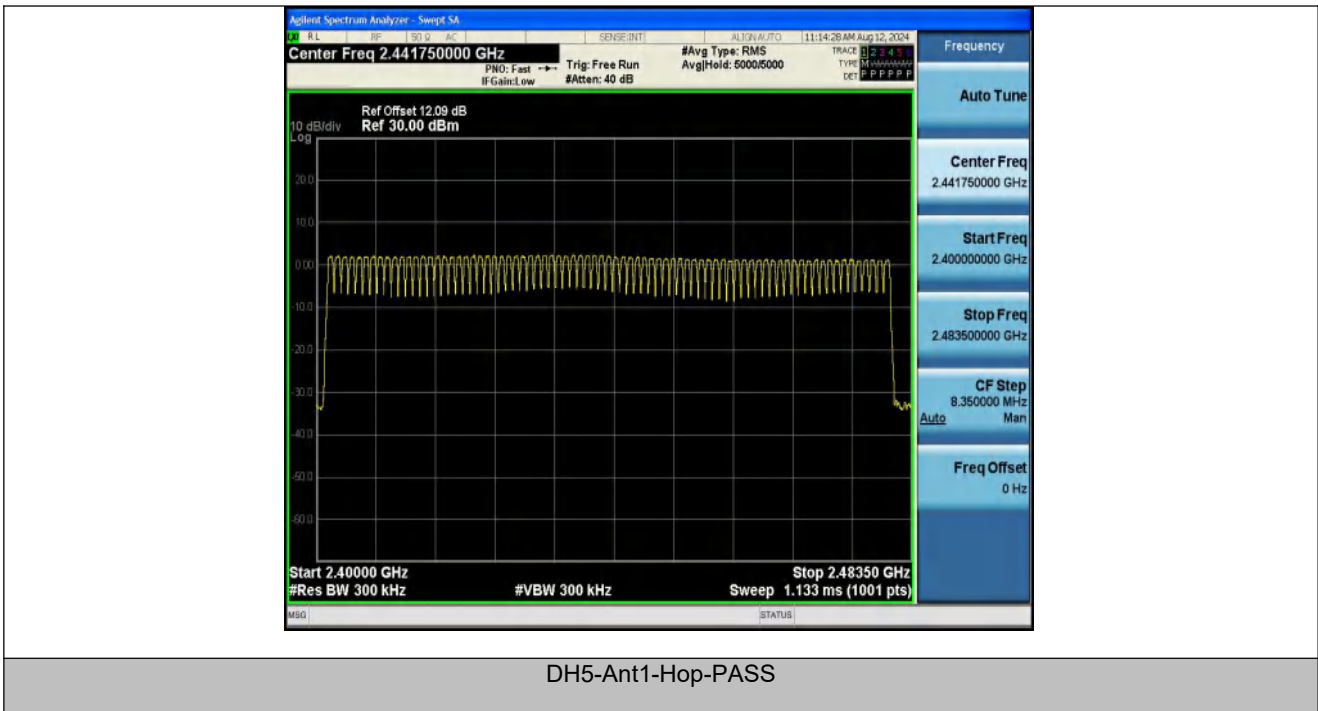 Agilent Spectrum Analyzer - Swept SA
LXI RL RF 50 Ω AC SENSE:INT ALIGN AUTO 11:14:28 AM Aug 12, 2024
Center Freq 2.441750000 GHz
PNO: Fast
IFGain:Low
Trig: Free Run
#Atten: 40 dB
#Avg Type: RMS
Avg|Hold: 5000/5000
TRACE 1 2 3 4 5 6
TYPE M
DET P P P P P P
Frequency
Auto Tune
Center Freq
2.441750000 GHz
Start Freq
2.400000000 GHz
Stop Freq
2.483500000 GHz
CF Step
8.350000 MHz
Auto Man
Freq Offset
0 Hz
Ref Offset 12.09 dB
10 dB/div Ref 30.00 dBm
Log
20.0
10.0
0.00
-10.0
-20.0
-30.0
-40.0
-50.0
-60.0
Start 2.40000 GHz Stop 2.48350 GHz
#Res BW 300 kHz #VBW 300 kHz Sweep 1.133 ms (1001 pts)
MSG STATUS
DH5-Ant1-Hop-PASS